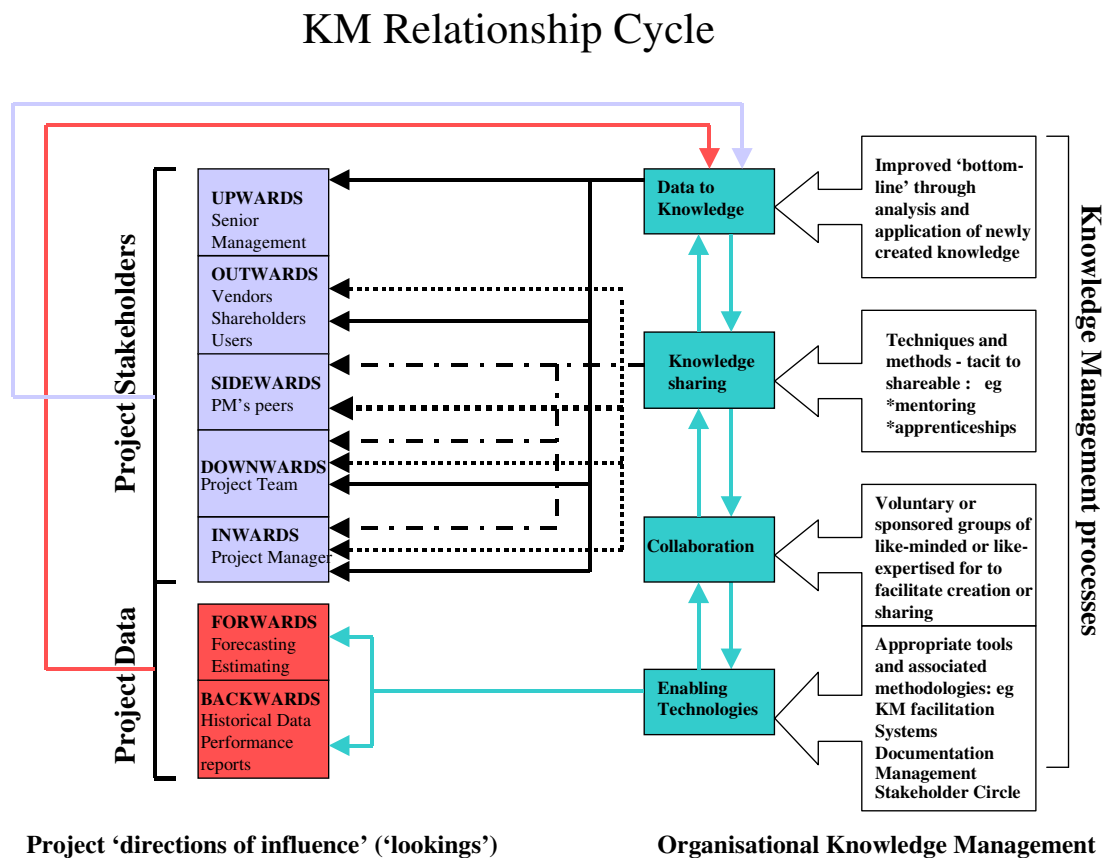 KM Relationship Cycle
Project Stakeholders
UPWARDS
Senior
Management
OUTWARDS
Vendors
Shareholders
Users
SIDEWARDS
PM's peers
DOWNWARDS
Project Team
INWARDS
Project Manager
Project Data
FORWARDS
Forecasting
Estimating
BACKWARDS
Historical Data
Performance
reports
Data to
Knowledge
Knowledge
sharing
Collaboration
Enabling
Technologies
Improved ‘bottom-
line’ through
analysis and
application of newly
created knowledge
Techniques and
methods - tacit to
shareable : eg
*mentoring
*apprenticeships
Voluntary or
sponsored groups of
like-minded or like-
expertised for to
facilitate creation or
sharing
Appropriate tools
and associated
methodologies: eg
KM facilitation
Systems
Documentation
Management
Stakeholder Circle
Knowledge Management processes
Project ‘directions of influence’ (‘lookings’)
Organisational Knowledge Management